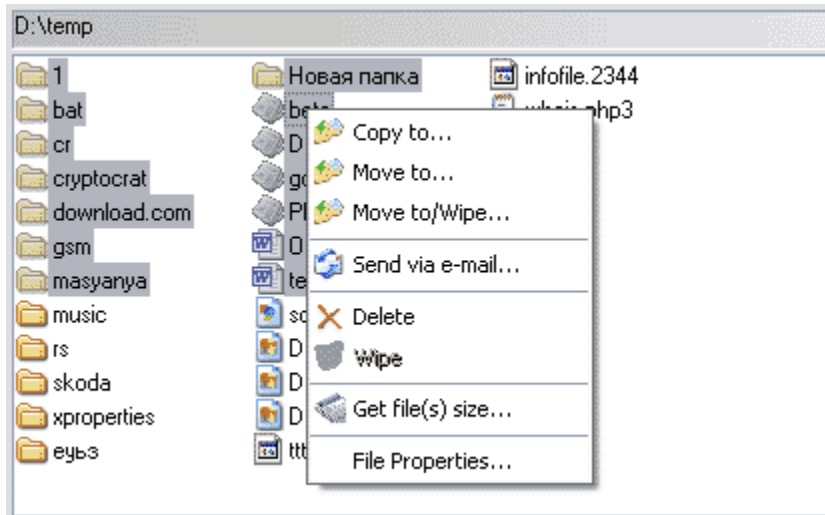 D:\temp
1
bat
cr
cryptocrat
download.com
gsm
masyanya
music
rs
skoda
xproperties
еуьз
Новая папка
infofile.2344
Copy to...
Move to...
Move to/Wipe...
Send via e-mail...
Delete
Wipe
Get file(s) size...
File Properties...